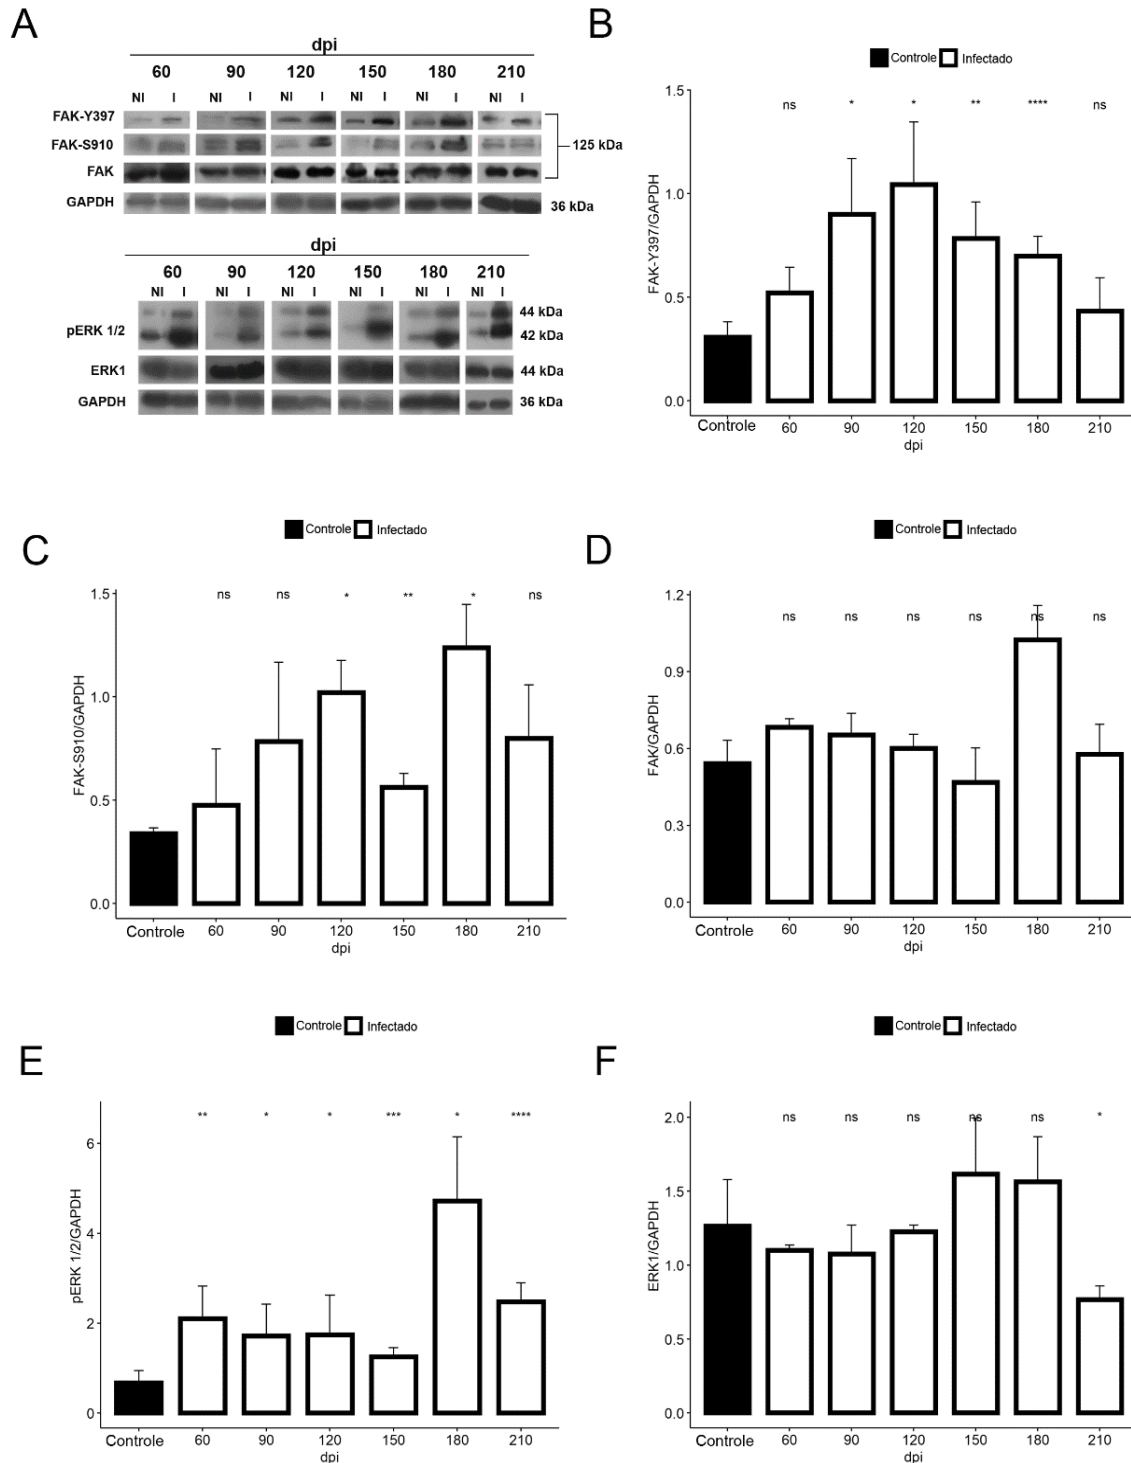 A
dpi
60 90 120 150 180 210
NI I NI I NI I NI I NI I NI I
FAK-Y397
FAK-S910
125 kDa
FAK
GAPDH
36 kDa
dpi
60 90 120 150 180 210
NI I NI I NI I NI I NI I NI I
44 kDa
pERK 1/2
42 kDa
ERK1
44 kDa
GAPDH
36 kDa
B
Controle Infectado
ns * * ** **** ns
FAK-Y397/GAPDH
1.5
1.0
0.5
0.0
Controle 60 90 120 150 180 210
dpi
C
Controle Infectado
ns ns * ** * ns
FAK-S910/GAPDH
1.5
1.0
0.5
0.0
Controle 60 90 120 150 180 210
dpi
D
Controle Infectado
ns ns ns ns ns ns
FAK/GAPDH
1.2
0.9
0.6
0.3
0.0
Controle 60 90 120 150 180 210
dpi
E
Controle Infectado
** * * *** * ****
pERK 1/2/GAPDH
6
4
2
0
Controle 60 90 120 150 180 210
dpi
F
Controle Infectado
ns ns ns ns ns *
ERK1/GAPDH
2.0
1.5
1.0
0.5
0.0
Controle 60 90 120 150 180 210
dpi